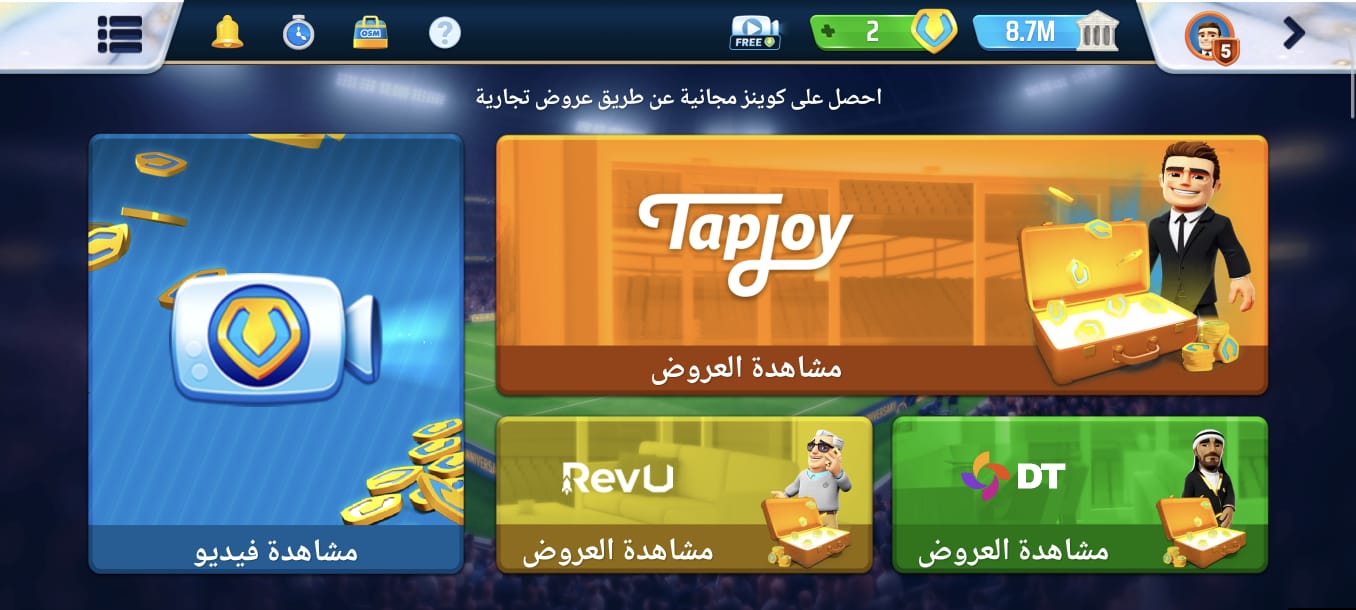 OSM
?
FREE
2
8.7M
5
احصل على كوينز مجانية عن طريق عروض تجارية
Tapjoy
مشاهدة العروض
مشاهدة فيديو
RevU
مشاهدة العروض
DT
مشاهدة العروض